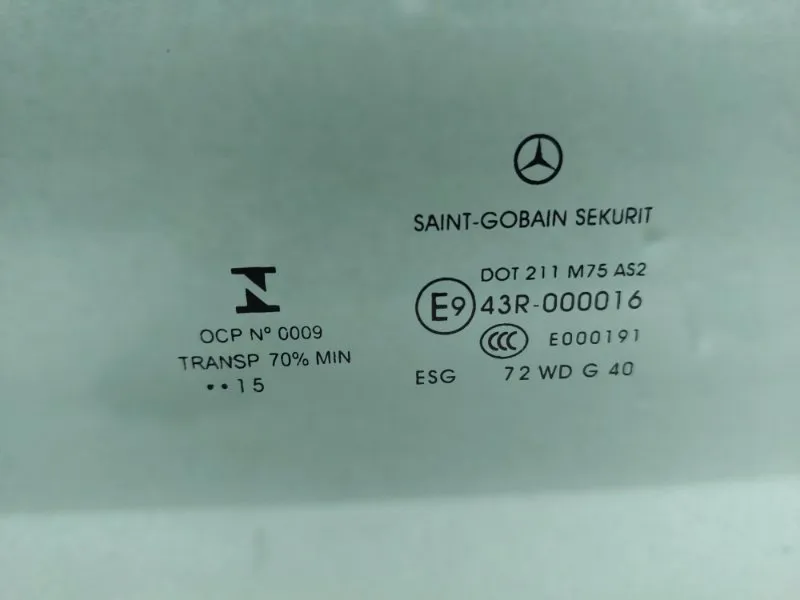 SAINT-GOBAIN SEKURIT
DOT 211 M75 AS2
E9 43R-000016
CCC E000191
ESG 72 WD G 40
OCP Nº 0009
TRANSP 70% MIN
••15